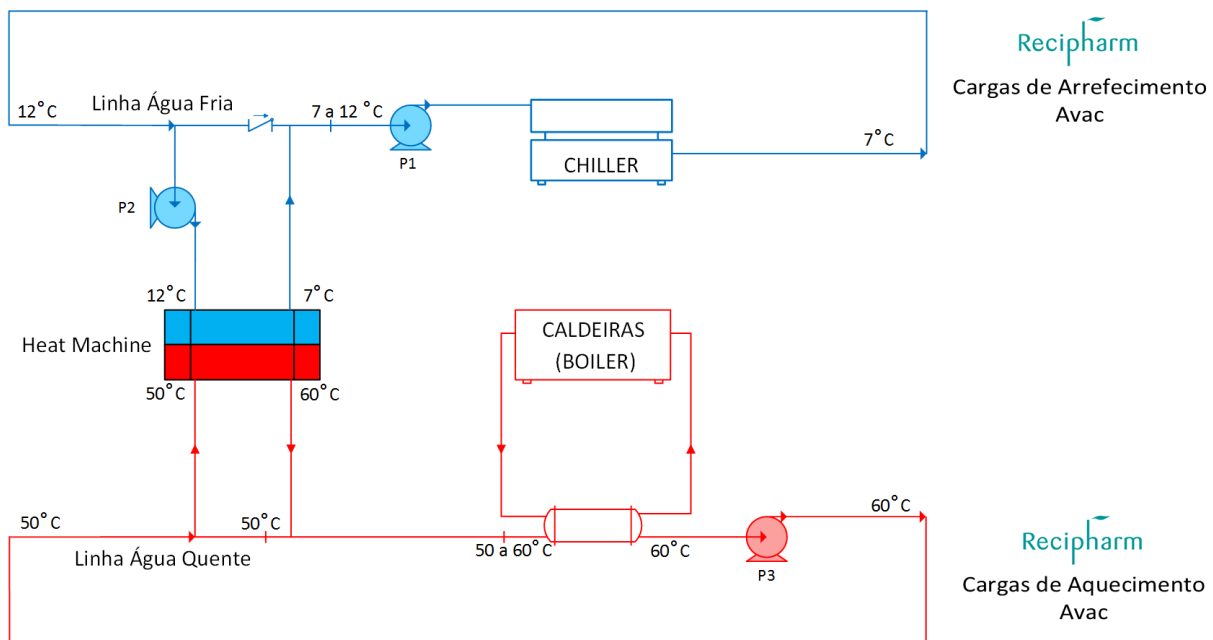 Recipharm
Cargas de Arrefecimento
Avac
12°C
Linha Água Fria
7 a 12 °C
P1
CHILLER
7°C
P2
12°C
7°C
Heat Machine
50°C
60°C
CALDEIRAS
(BOILER)
50°C
Linha Água Quente
50°C
50 a 60°C
60°C
P3
60°C
Recipharm
Cargas de Aquecimento
Avac